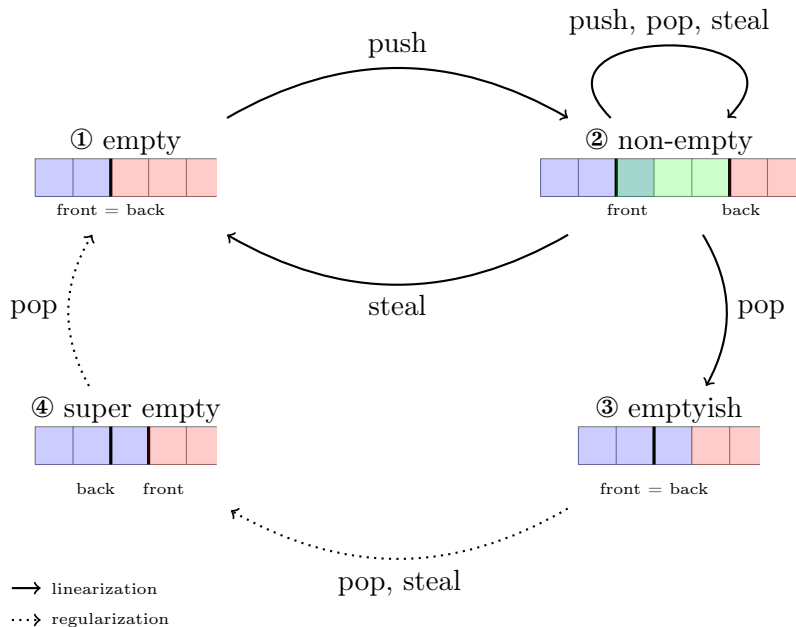 push, pop, steal
push
① empty
② non-empty
front = back
front
back
steal
pop
pop
④ super empty
③ emptyish
back
front
front = back
pop, steal
linearization
regularization